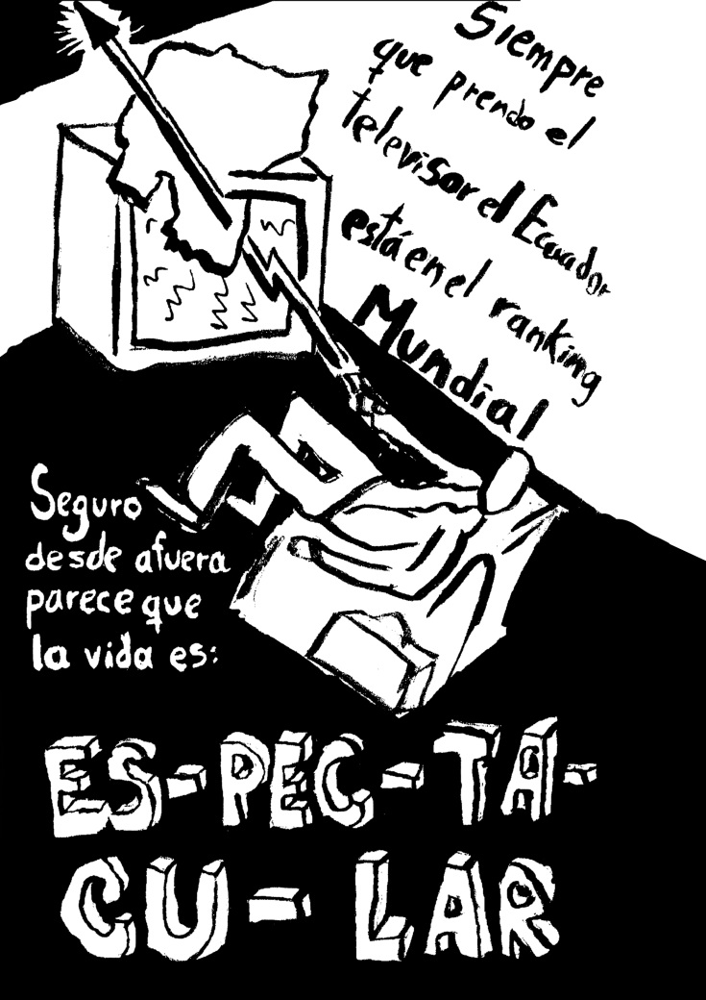 Siempre
que prendo el
televisor el Ecuador
está en el ranking
Mundial
Seguro
desde afuera
parece que
la vida es:
ES-PEC-TA-
CU-LAR